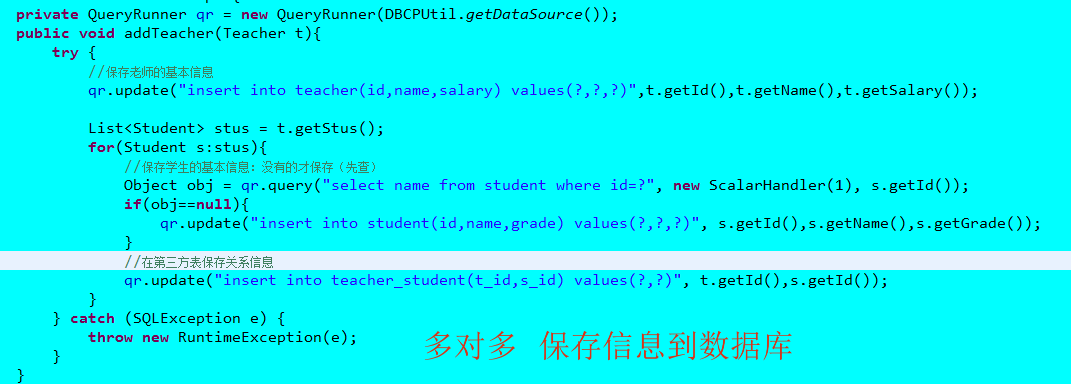 private QueryRunner qr = new QueryRunner(DBCPUtil.getDataSource());
public void addTeacher(Teacher t){
try {
//保存老师的基本信息
qr.update("insert into teacher(id,name,salary) values(?,?,?)",t.getId(),t.getName(),t.getSalary());
List<Student> stus = t.getStus();
for(Student s:stus){
//保存学生的基本信息：没有的才保存（先查）
Object obj = qr.query("select name from student where id=?", new ScalarHandler(1), s.getId());
if(obj==null){
qr.update("insert into student(id,name,grade) values(?,?,?)", s.getId(),s.getName(),s.getGrade());
}
//在第三方表保存关系信息
qr.update("insert into teacher_student(t_id,s_id) values(?,?)", t.getId(),s.getId());
}
} catch (SQLException e) {
throw new RuntimeException(e);
}
}
多对多 保存信息到数据库